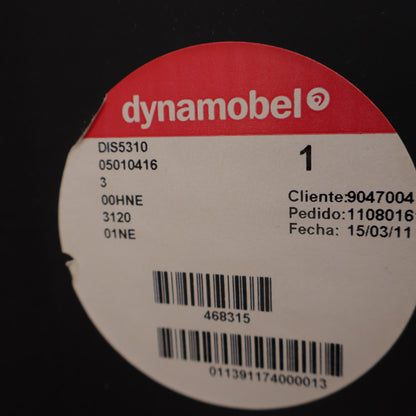 dynamobel
DIS5310
05010416
3
00HNE
3120
01NE
1
Cliente:9047004
Pedido:1108016
Fecha: 15/03/11
468315
011391174000013